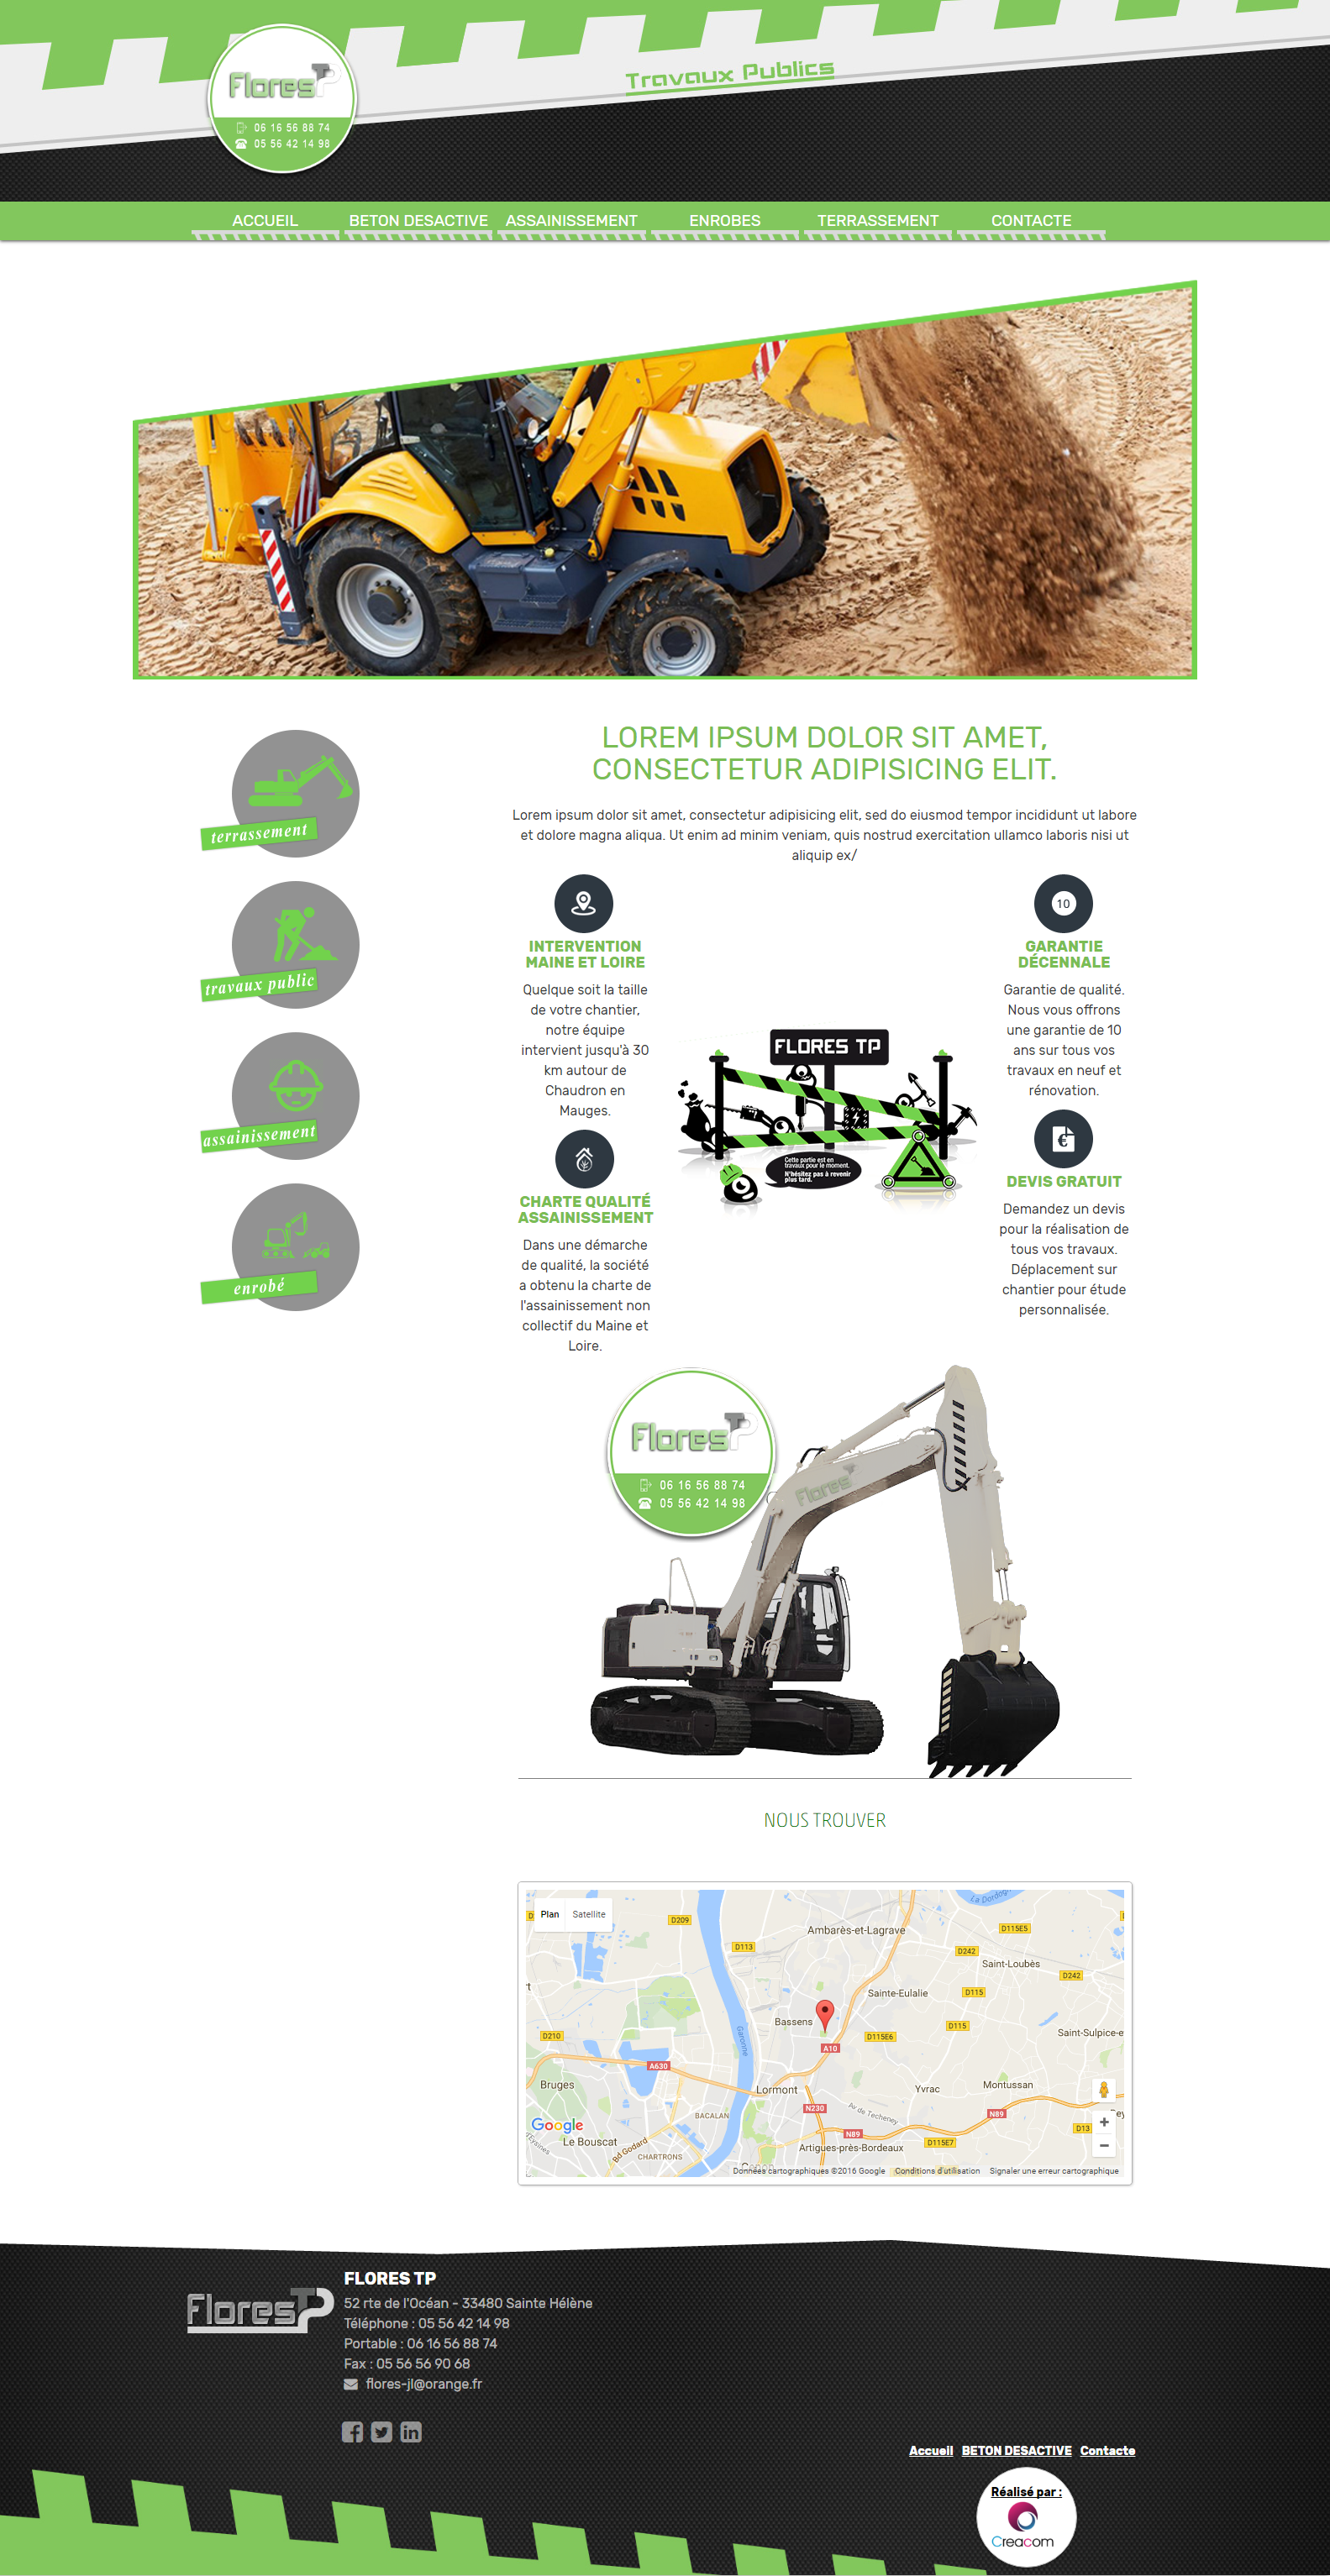 Travaux Publics
Flores TP
06 16 56 88 74
05 56 42 14 98
ACCUEIL BETON DESACTIVE ASSAINISSEMENT ENROBES TERRASSEMENT CONTACTE
terrassement
travaux public
assainissement
enrobé
LOREM IPSUM DOLOR SIT AMET,
CONSECTETUR ADIPISICING ELIT.
Lorem ipsum dolor sit amet, consectetur adipisicing elit, sed do eiusmod tempor incididunt ut labore
et dolore magna aliqua. Ut enim ad minim veniam, quis nostrud exercitation ullamco laboris nisi ut
aliquip ex/
INTERVENTION
MAINE ET LOIRE
Quelque soit la taille
de votre chantier,
notre équipe
intervient jusqu'à 30
km autour de
Chaudron en
Mauges.
CHARTE QUALITÉ
ASSAINISSEMENT
Dans une démarche
de qualité, la société
a obtenu la charte de
l'assainissement non
collectif du Maine et
Loire.
FLORES TP
Cette partie est en
travaux pour le moment.
N'hésitez pas à revenir
plus tard.
10
GARANTIE
DÉCENNALE
Garantie de qualité.
Nous vous offrons
une garantie de 10
ans sur tous vos
travaux en neuf et
rénovation.
€
DEVIS GRATUIT
Demandez un devis
pour la réalisation de
tous vos travaux.
Déplacement sur
chantier pour étude
personnalisée.
Flores TP
06 16 56 88 74
05 56 42 14 98
Flores
NOUS TROUVER
Plan Satellite
La Dordogne
D209
Ambarès-et-Lagrave
D115E5
D113
D242
Saint-Loubès
D242
Sainte-Eulalie
D115
Bassens
D115
D210
D115E6
Saint-Sulpice-e
A10
Garonne
A630
Bruges
Lormont
Yvrac
Montussan
N230
Av de Techeney
N89
BACALAN
Google
Le Bouscat
Bd Godard
CHARTRONS
N89
D13
D115E7
Artigues-près-Bordeaux
+
−
Données cartographiques ©2016 Google Conditions d'utilisation Signaler une erreur cartographique
Flores TP
FLORES TP
52 rte de l'Océan - 33480 Sainte Hélène
Téléphone : 05 56 42 14 98
Portable : 06 16 56 88 74
Fax : 05 56 56 90 68
flores-jl@orange.fr
Accueil BETON DESACTIVE Contacte
Réalisé par :
Creacom